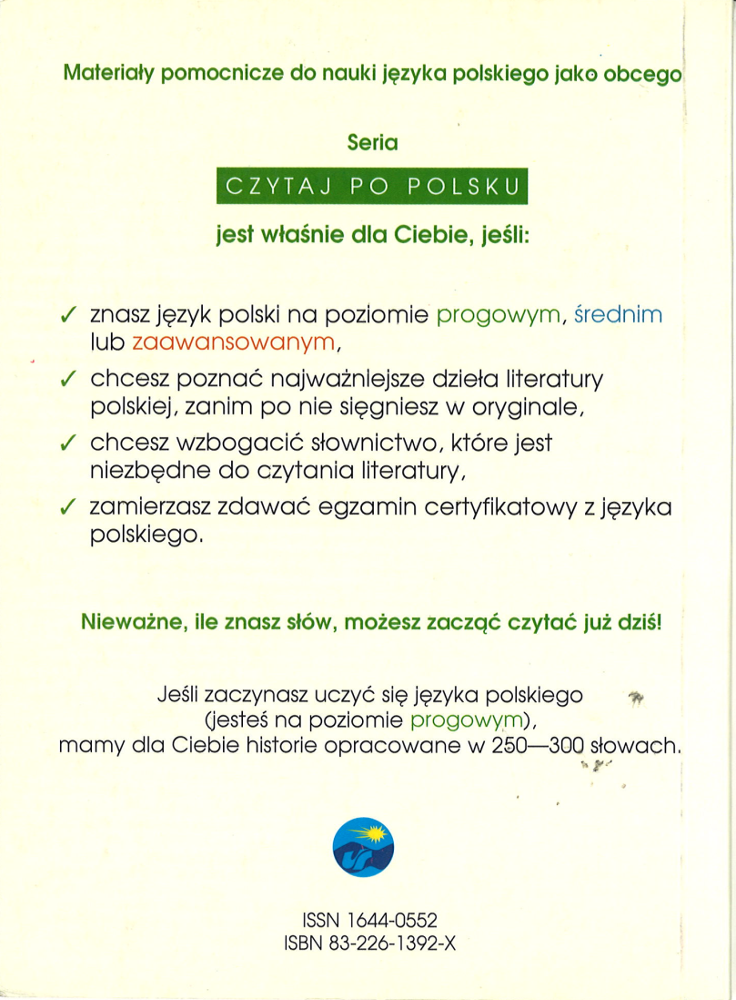 Materiały pomocnicze do nauki języka polskiego jako obcego
Seria
CZYTAJ PO POLSKU
jest właśnie dla Ciebie, jeśli:
✓ znasz język polski na poziomie progowym, średnim
lub zaawansowanym,
✓ chcesz poznać najważniejsze dzieła literatury
polskiej, zanim po nie sięgniesz w oryginale,
✓ chcesz wzbogacić słownictwo, które jest
niezbędne do czytania literatury,
✓ zamierzasz zdawać egzamin certyfikatowy z języka
polskiego.
Nieważne, ile znasz słów, możesz zacząć czytać już dziś!
Jeśli zaczynasz uczyć się języka polskiego
(jesteś na poziomie progowym),
mamy dla Ciebie historie opracowane w 250—300 słowach.
ISSN 1644-0552
ISBN 83-226-1392-X